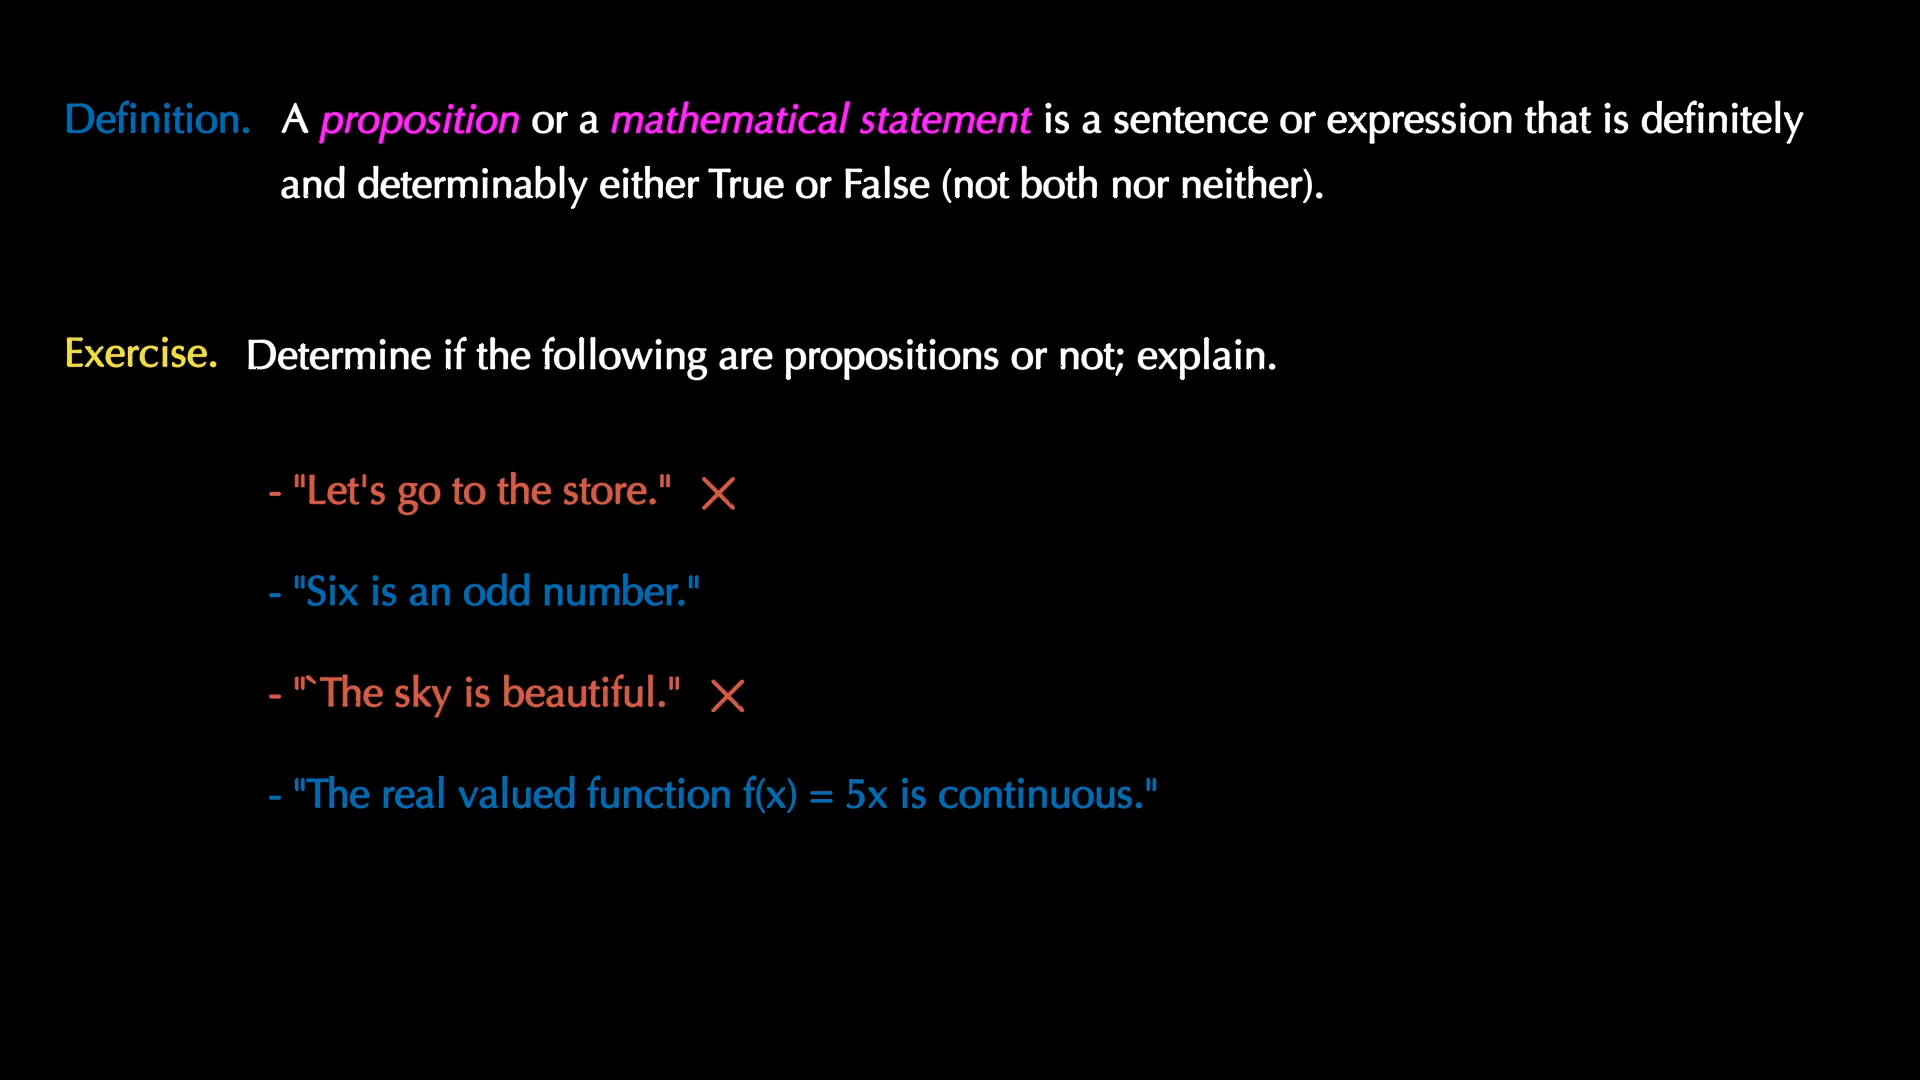 Definition. A proposition or a mathematical statement is a sentence or expression that is definitely
and determinably either True or False (not both nor neither).
Exercise. Determine if the following are propositions or not; explain.
- "Let's go to the store." ×
- "Six is an odd number."
- "`The sky is beautiful." ×
- "The real valued function f(x) = 5x is continuous."